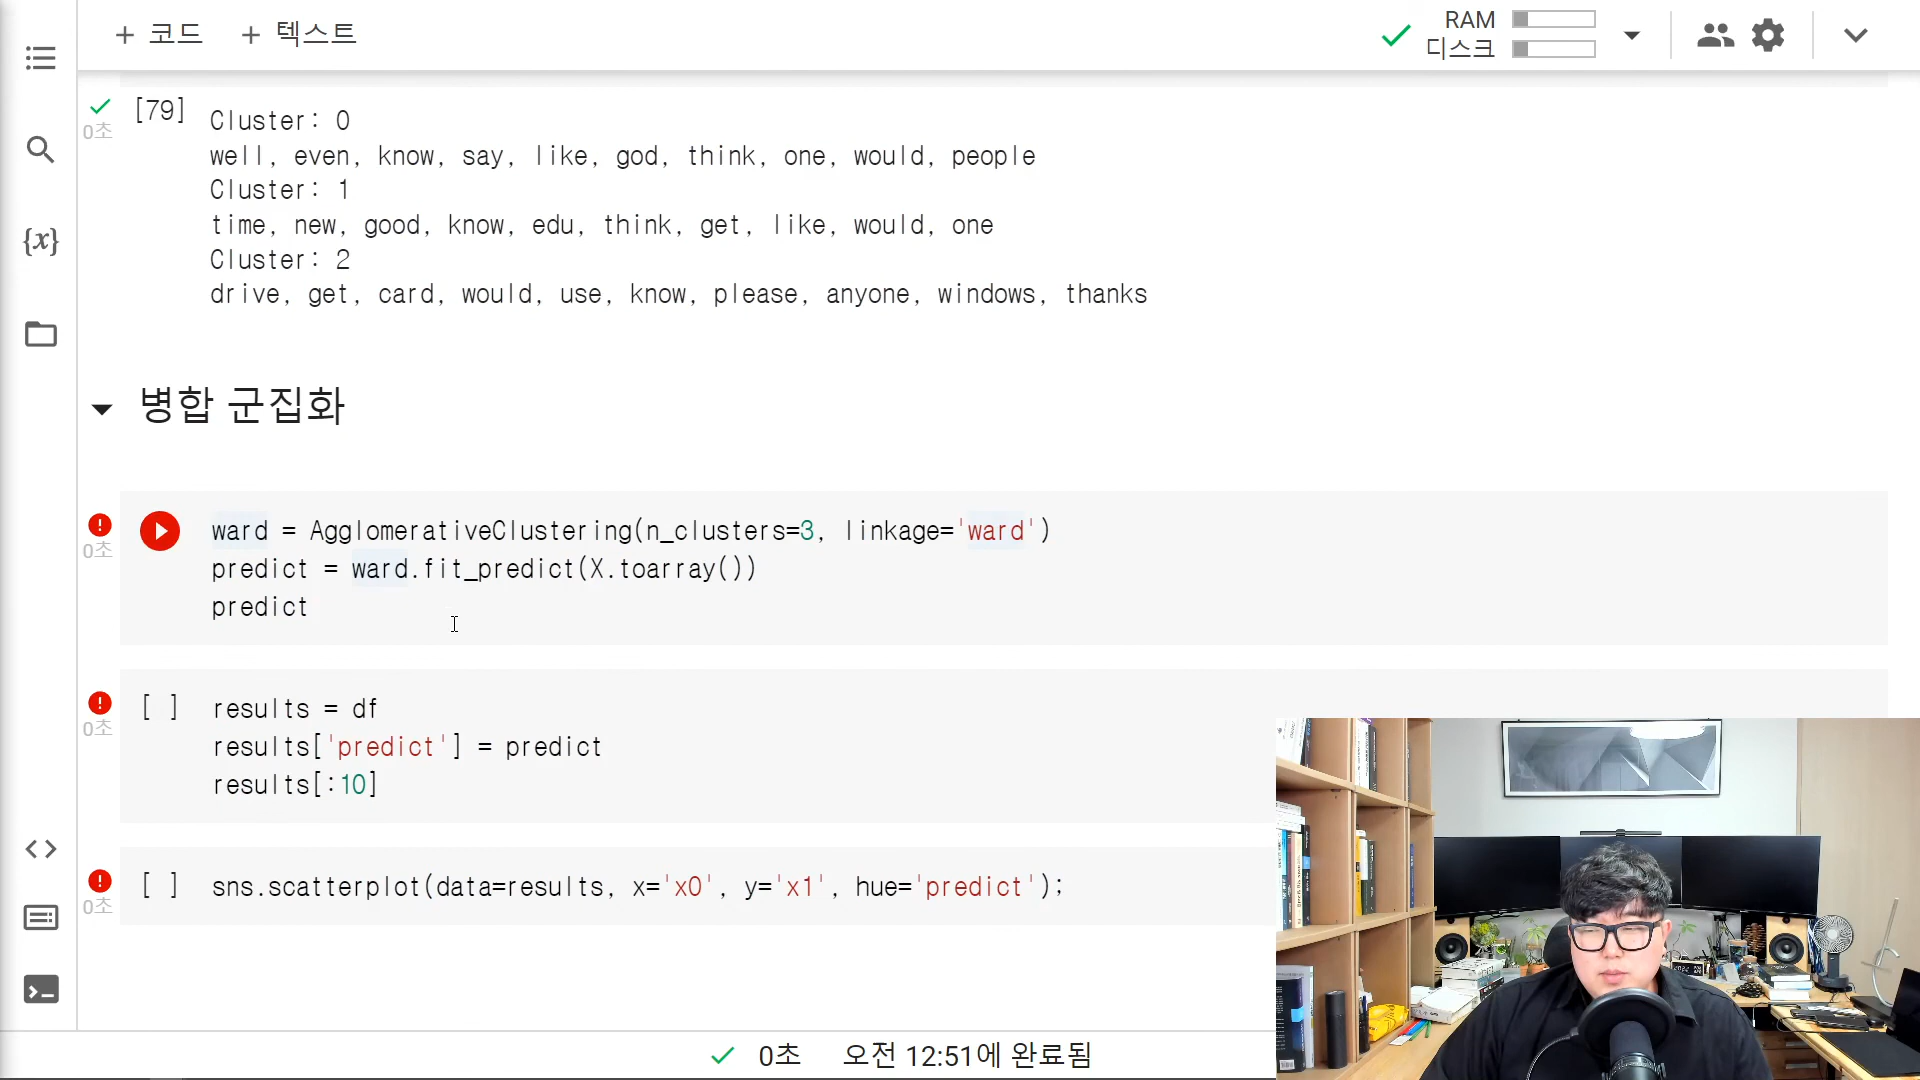 + 코드 + 텍스트
RAM
디스크
{x}
[79]
0초
Cluster: 0
well, even, know, say, like, god, think, one, would, people
Cluster: 1
time, new, good, know, edu, think, get, like, would, one
Cluster: 2
drive, get, card, would, use, know, please, anyone, windows, thanks
병합 군집화
0초
ward = AgglomerativeClustering(n_clusters=3, linkage='ward')
predict = ward.fit_predict(X.toarray())
predict
[ ]
0초
results = df
results['predict'] = predict
results[:10]
[ ]
0초
sns.scatterplot(data=results, x='x0', y='x1', hue='predict');
0초 오전 12:51에 완료됨